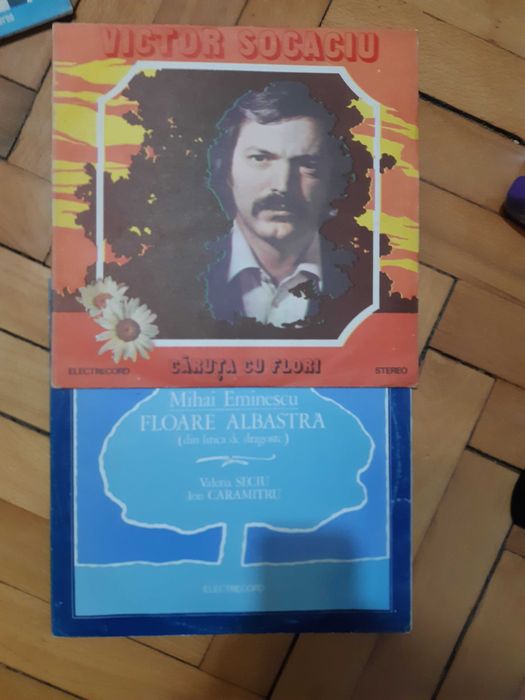 VICTOR SOCACIU
CĂRUȚA CU FLORI
ELECTRECORD
STEREO
Mihai Eminescu
FLOARE ALBASTRA
(din lirica de dragoste)
Valeria SECIU
Ion CARAMITRU
ELECTRECORD